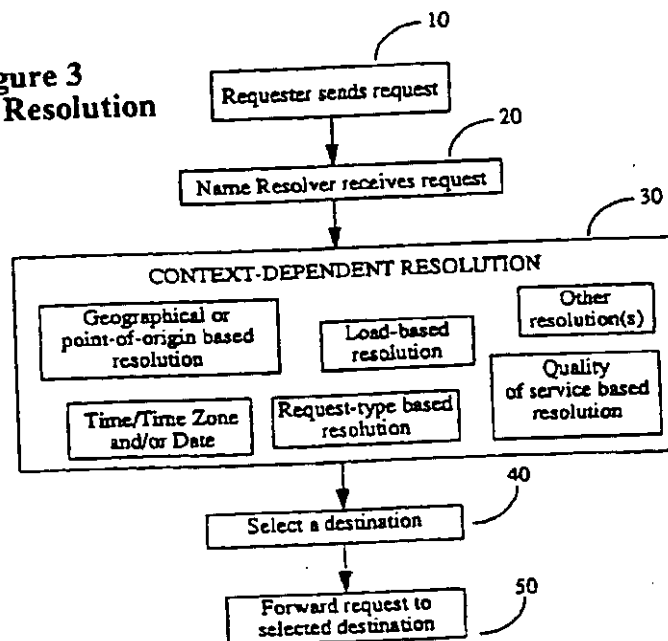 10
gure 3
Resolution
Requester sends request
20
Name Resolver receives request
30
CONTEXT-DEPENDENT RESOLUTION
Geographical or
point-of-origin based
resolution
Load-based
resolution
Other
resolution(s)
Time/Time Zone
and/or Date
Request-type based
resolution
Quality
of service based
resolution
40
Select a destination
50
Forward request to
selected destination